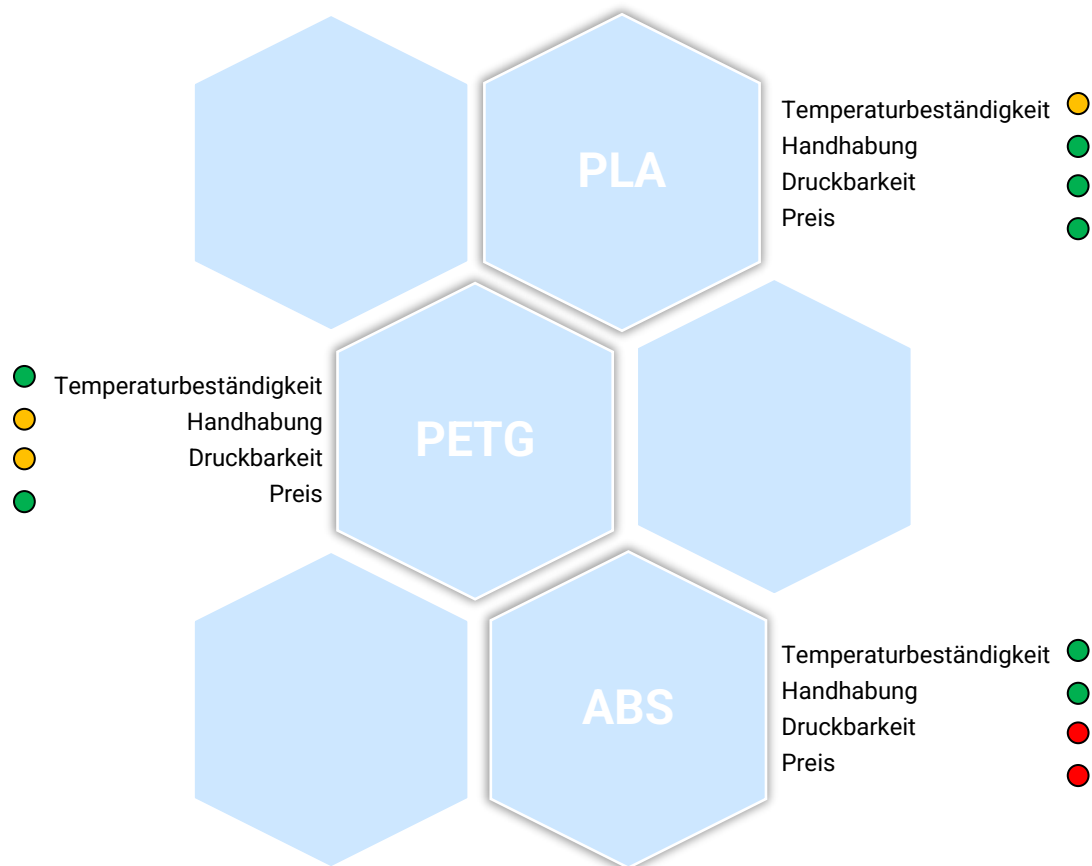 PLA
Temperaturbeständigkeit
Handhabung
Druckbarkeit
Preis
Temperaturbeständigkeit
Handhabung
Druckbarkeit
Preis
PETG
ABS
Temperaturbeständigkeit
Handhabung
Druckbarkeit
Preis